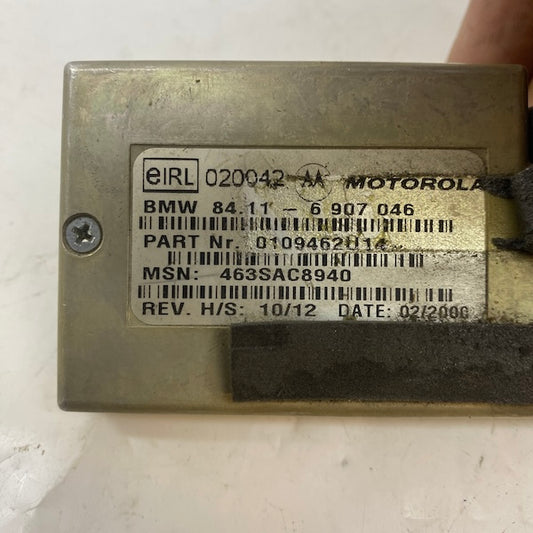 eIRL 020042 MOTOROLA
BMW 84.11 - 6 907 046
PART Nr. 0109462U14
MSN: 463SAC8940
REV. H/S: 10/12 DATE: 02/2000